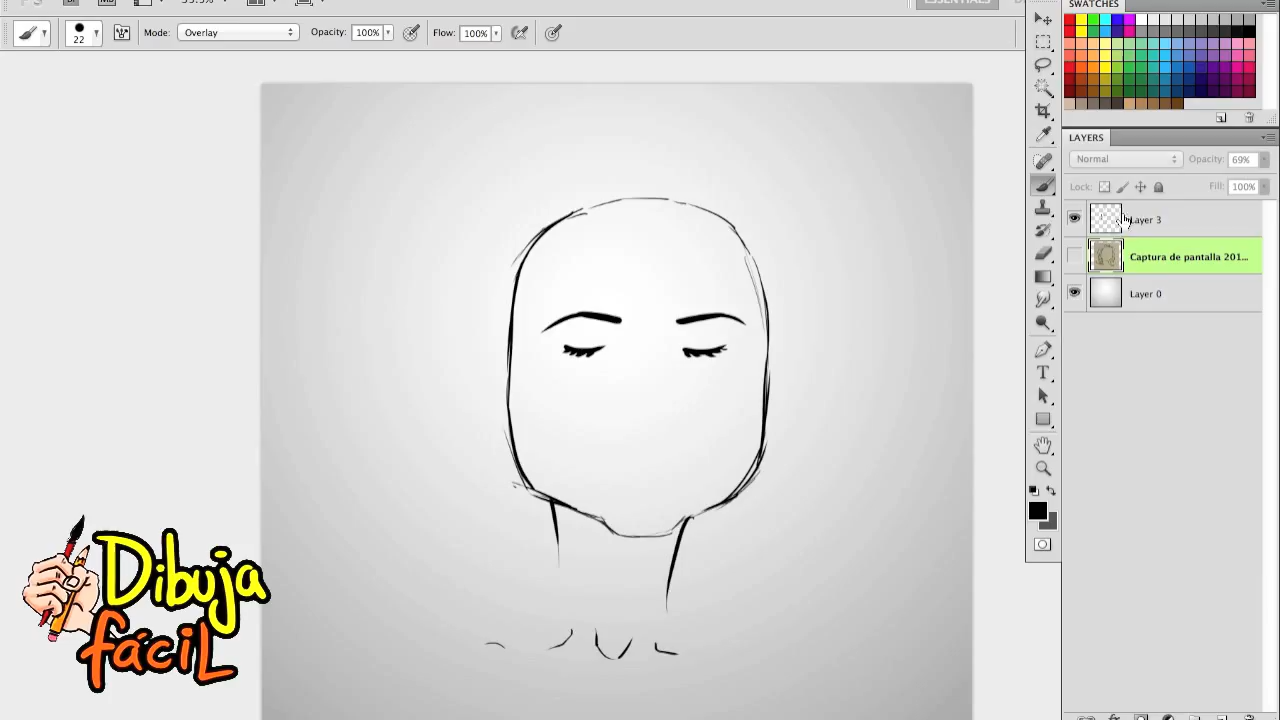 ESSENTIALS
SWATCHES
22
Mode: Overlay
Opacity: 100%
Flow: 100%
LAYERS
Normal
Opacity: 69%
Lock:
Fill: 100%
Layer 3
Captura de pantalla 201...
Layer 0
Dibuja
fáciL